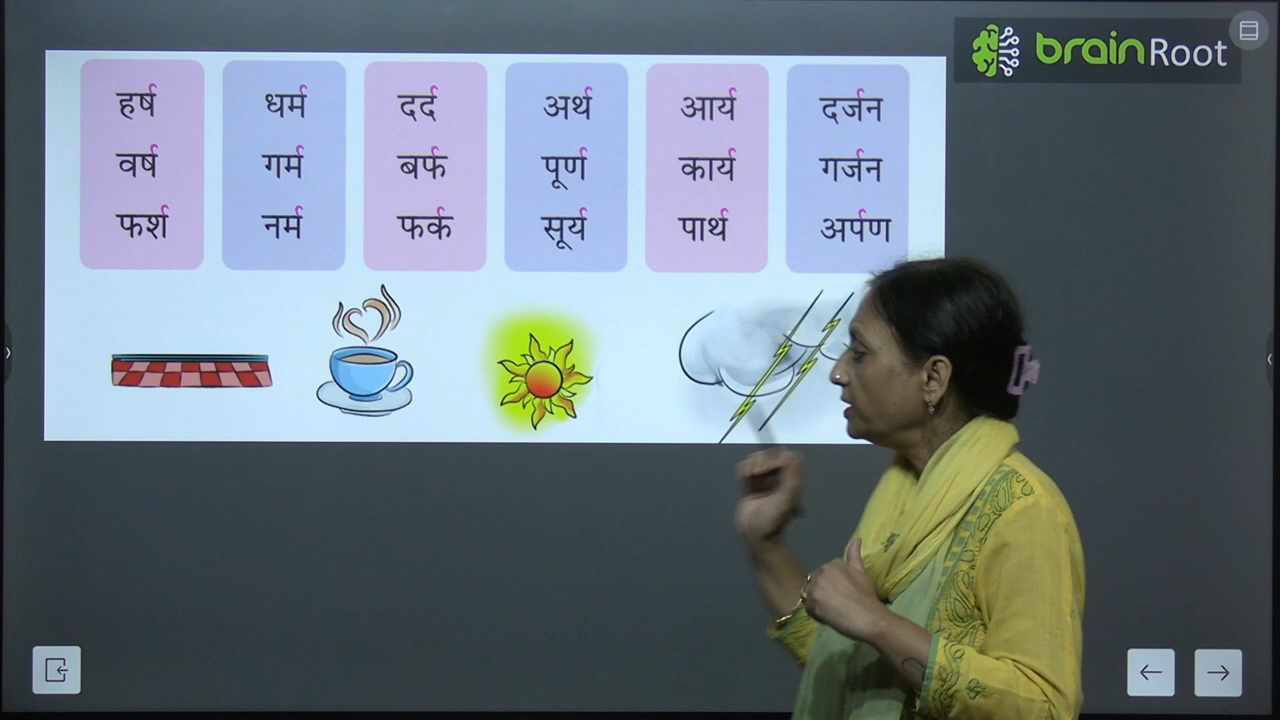 brainRoot
हर्ष धर्म दर्द अर्थ आर्य दर्जन
वर्ष गर्म बर्फ पूर्ण कार्य गर्जन
फर्श नर्म फर्क सूर्य पार्थ अर्पण